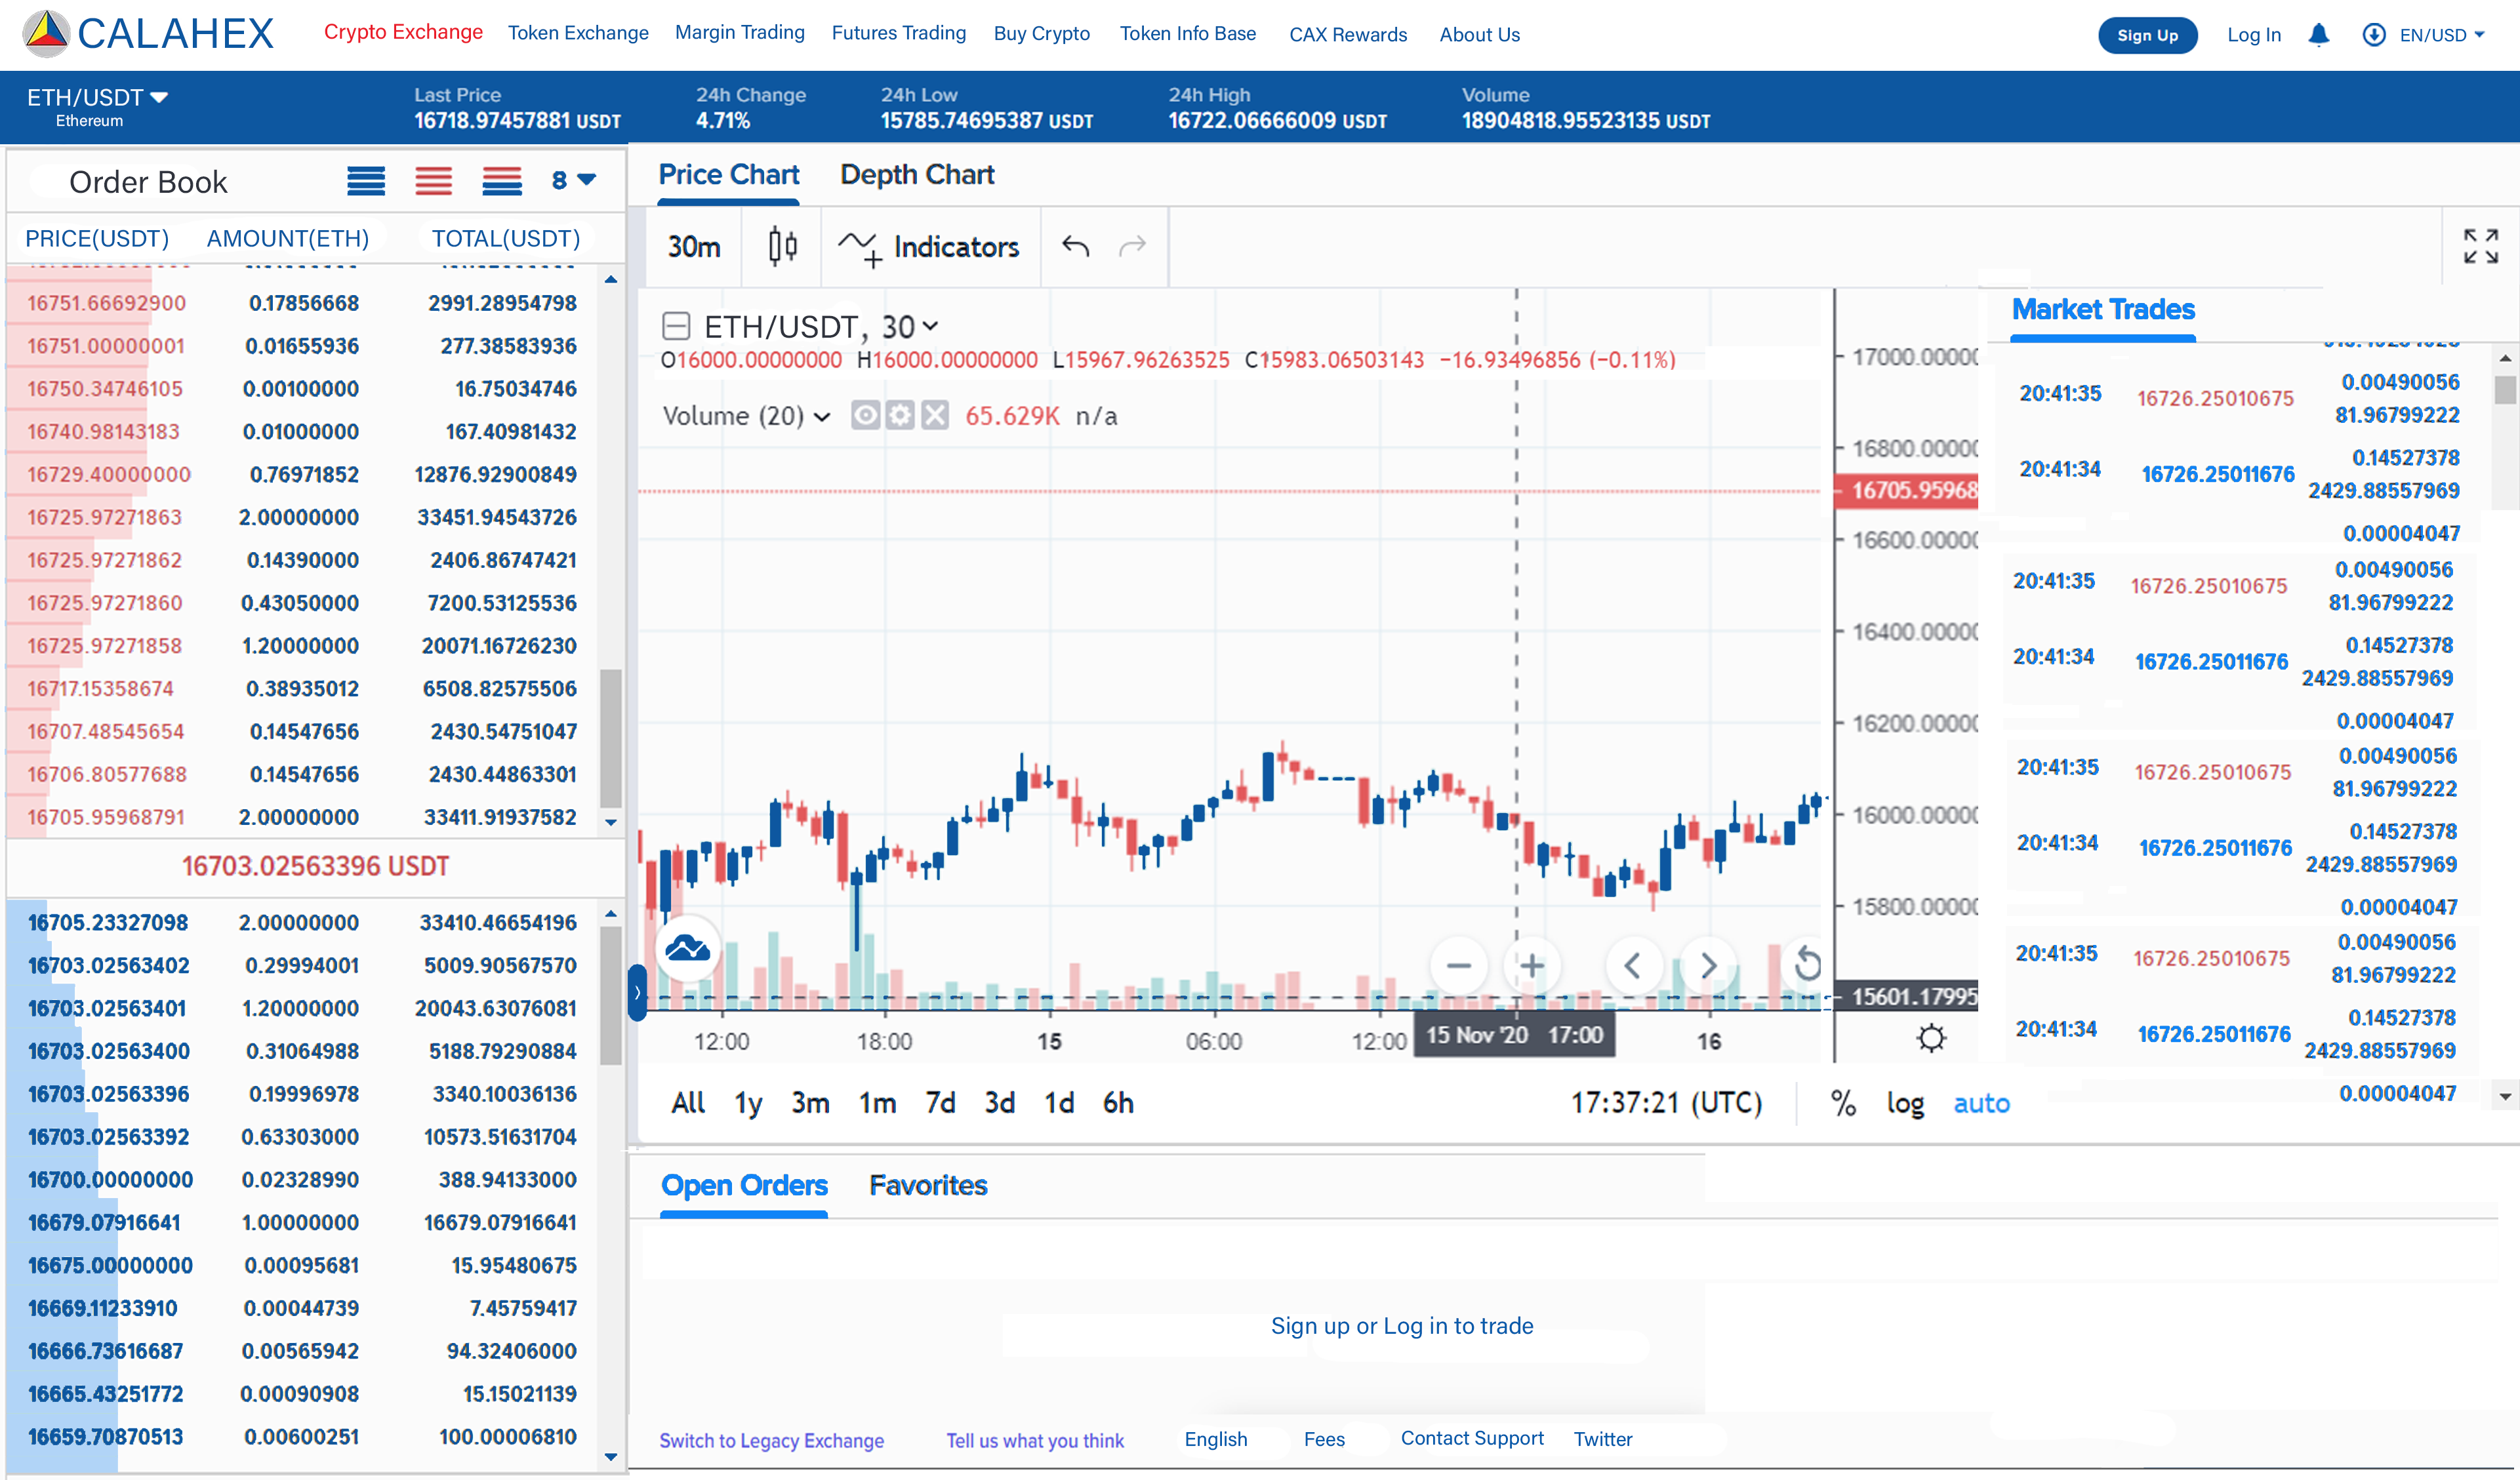 CALAHEX Crypto Exchange Token Exchange Margin Trading Futures Trading Buy Crypto Token Info Base CAX Rewards About Us Sign Up Log In EN/USD
ETH/USDT
Ethereum
Last Price
16718.97457881 USDT
24h Change
4.71%
24h Low
15785.74695387 USDT
24h High
16722.06666009 USDT
Volume
18904818.95523135 USDT
Order Book 8
PRICE(USDT) AMOUNT(ETH) TOTAL(USDT)
16751.66692900 0.17856668 2991.28954798
16751.00000001 0.01655936 277.38583936
16750.34746105 0.00100000 16.75034746
16740.98143183 0.01000000 167.40981432
16729.40000000 0.76971852 12876.92900849
16725.97271863 2.00000000 33451.94543726
16725.97271862 0.14390000 2406.86747421
16725.97271860 0.43050000 7200.53125536
16725.97271858 1.20000000 20071.16726230
16717.15358674 0.38935012 6508.82575506
16707.48545654 0.14547656 2430.54751047
16706.80577688 0.14547656 2430.44863301
16705.95968791 2.00000000 33411.91937582
16703.02563396 USDT
16705.23327098 2.00000000 33410.46654196
16703.02563402 0.29994001 5009.90567570
16703.02563401 1.20000000 20043.63076081
16703.02563400 0.31064988 5188.79290884
16703.02563396 0.19996978 3340.10036136
16703.02563392 0.63303000 10573.51631704
16700.00000000 0.02328990 388.94133000
16679.07916641 1.00000000 16679.07916641
16675.00000000 0.00095681 15.95480675
16669.11233910 0.00044739 7.45759417
16666.73616687 0.00565942 94.32406000
16665.43251772 0.00090908 15.15021139
16659.70870513 0.00600251 100.00006810
Price Chart Depth Chart
30m Indicators
ETH/USDT, 30
O16000.00000000 H16000.00000000 L15967.96263525 C15983.06503143 −16.93496856 (−0.11%)
Volume (20) 65.629K n/a
17000.00000
16800.00000
16705.95968
16600.00000
16400.00000
16200.00000
16000.00000
15800.00000
15601.17995
12:00 18:00 15 06:00 12:00 15 Nov '20 17:00 16
All 1y 3m 1m 7d 3d 1d 6h 17:37:21 (UTC) % log auto
Market Trades
20:41:35 16726.25010675 0.00490056
81.96799222
20:41:34 16726.25011676 0.14527378
2429.88557969
0.00004047
20:41:35 16726.25010675 0.00490056
81.96799222
20:41:34 16726.25011676 0.14527378
2429.88557969
0.00004047
20:41:35 16726.25010675 0.00490056
81.96799222
20:41:34 16726.25011676 0.14527378
2429.88557969
0.00004047
20:41:35 16726.25010675 0.00490056
81.96799222
20:41:34 16726.25011676 0.14527378
2429.88557969
0.00004047
Open Orders Favorites
Sign up or Log in to trade
Switch to Legacy Exchange Tell us what you think English Fees Contact Support Twitter